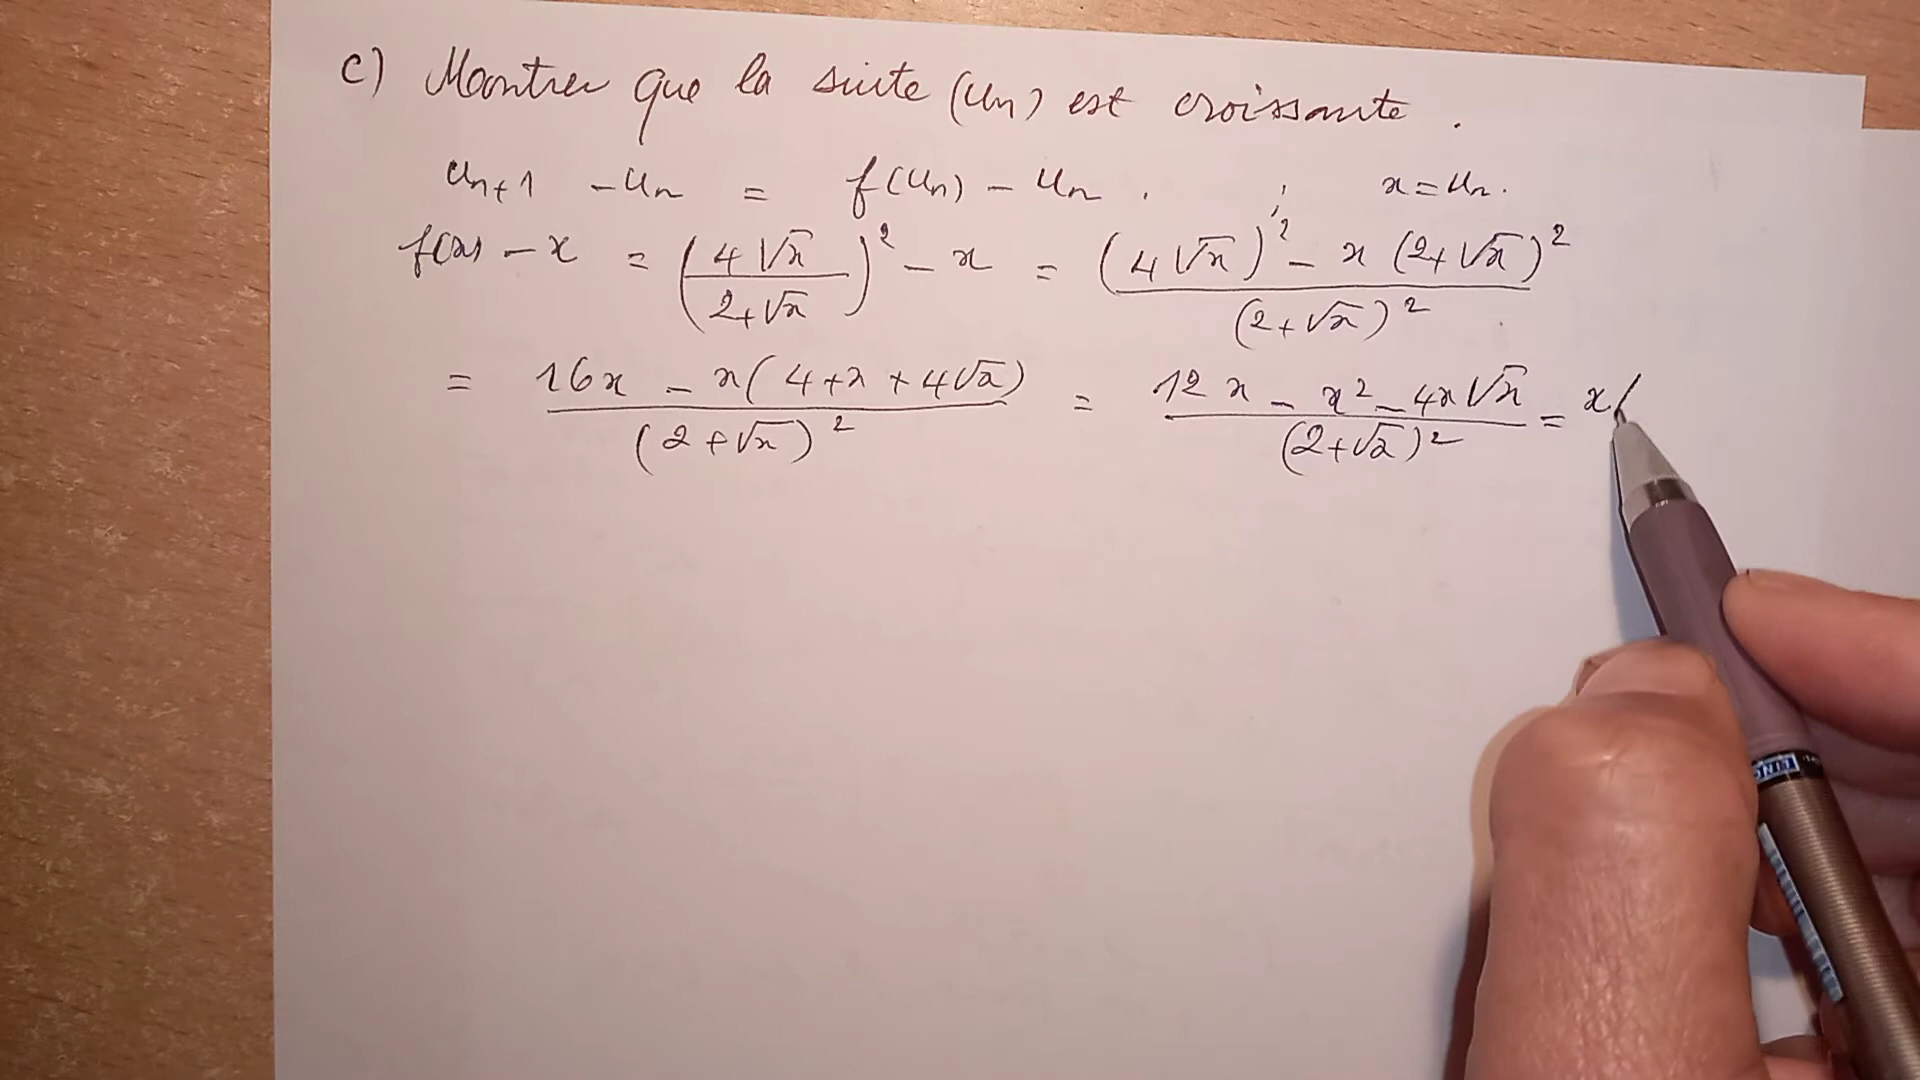 c) Montrer que la suite (Un) est croissante .
Un+1 - Un = f(Un) - Un . ; x = Un.
f(x) - x = (4√x / 2+√x)² - x = (4√x)² - x (2+√x)² / (2+√x)²
= 16x - x(4+x+4√x) / (2+√x)² = 12x - x² - 4x√x / (2+√x)² = x(